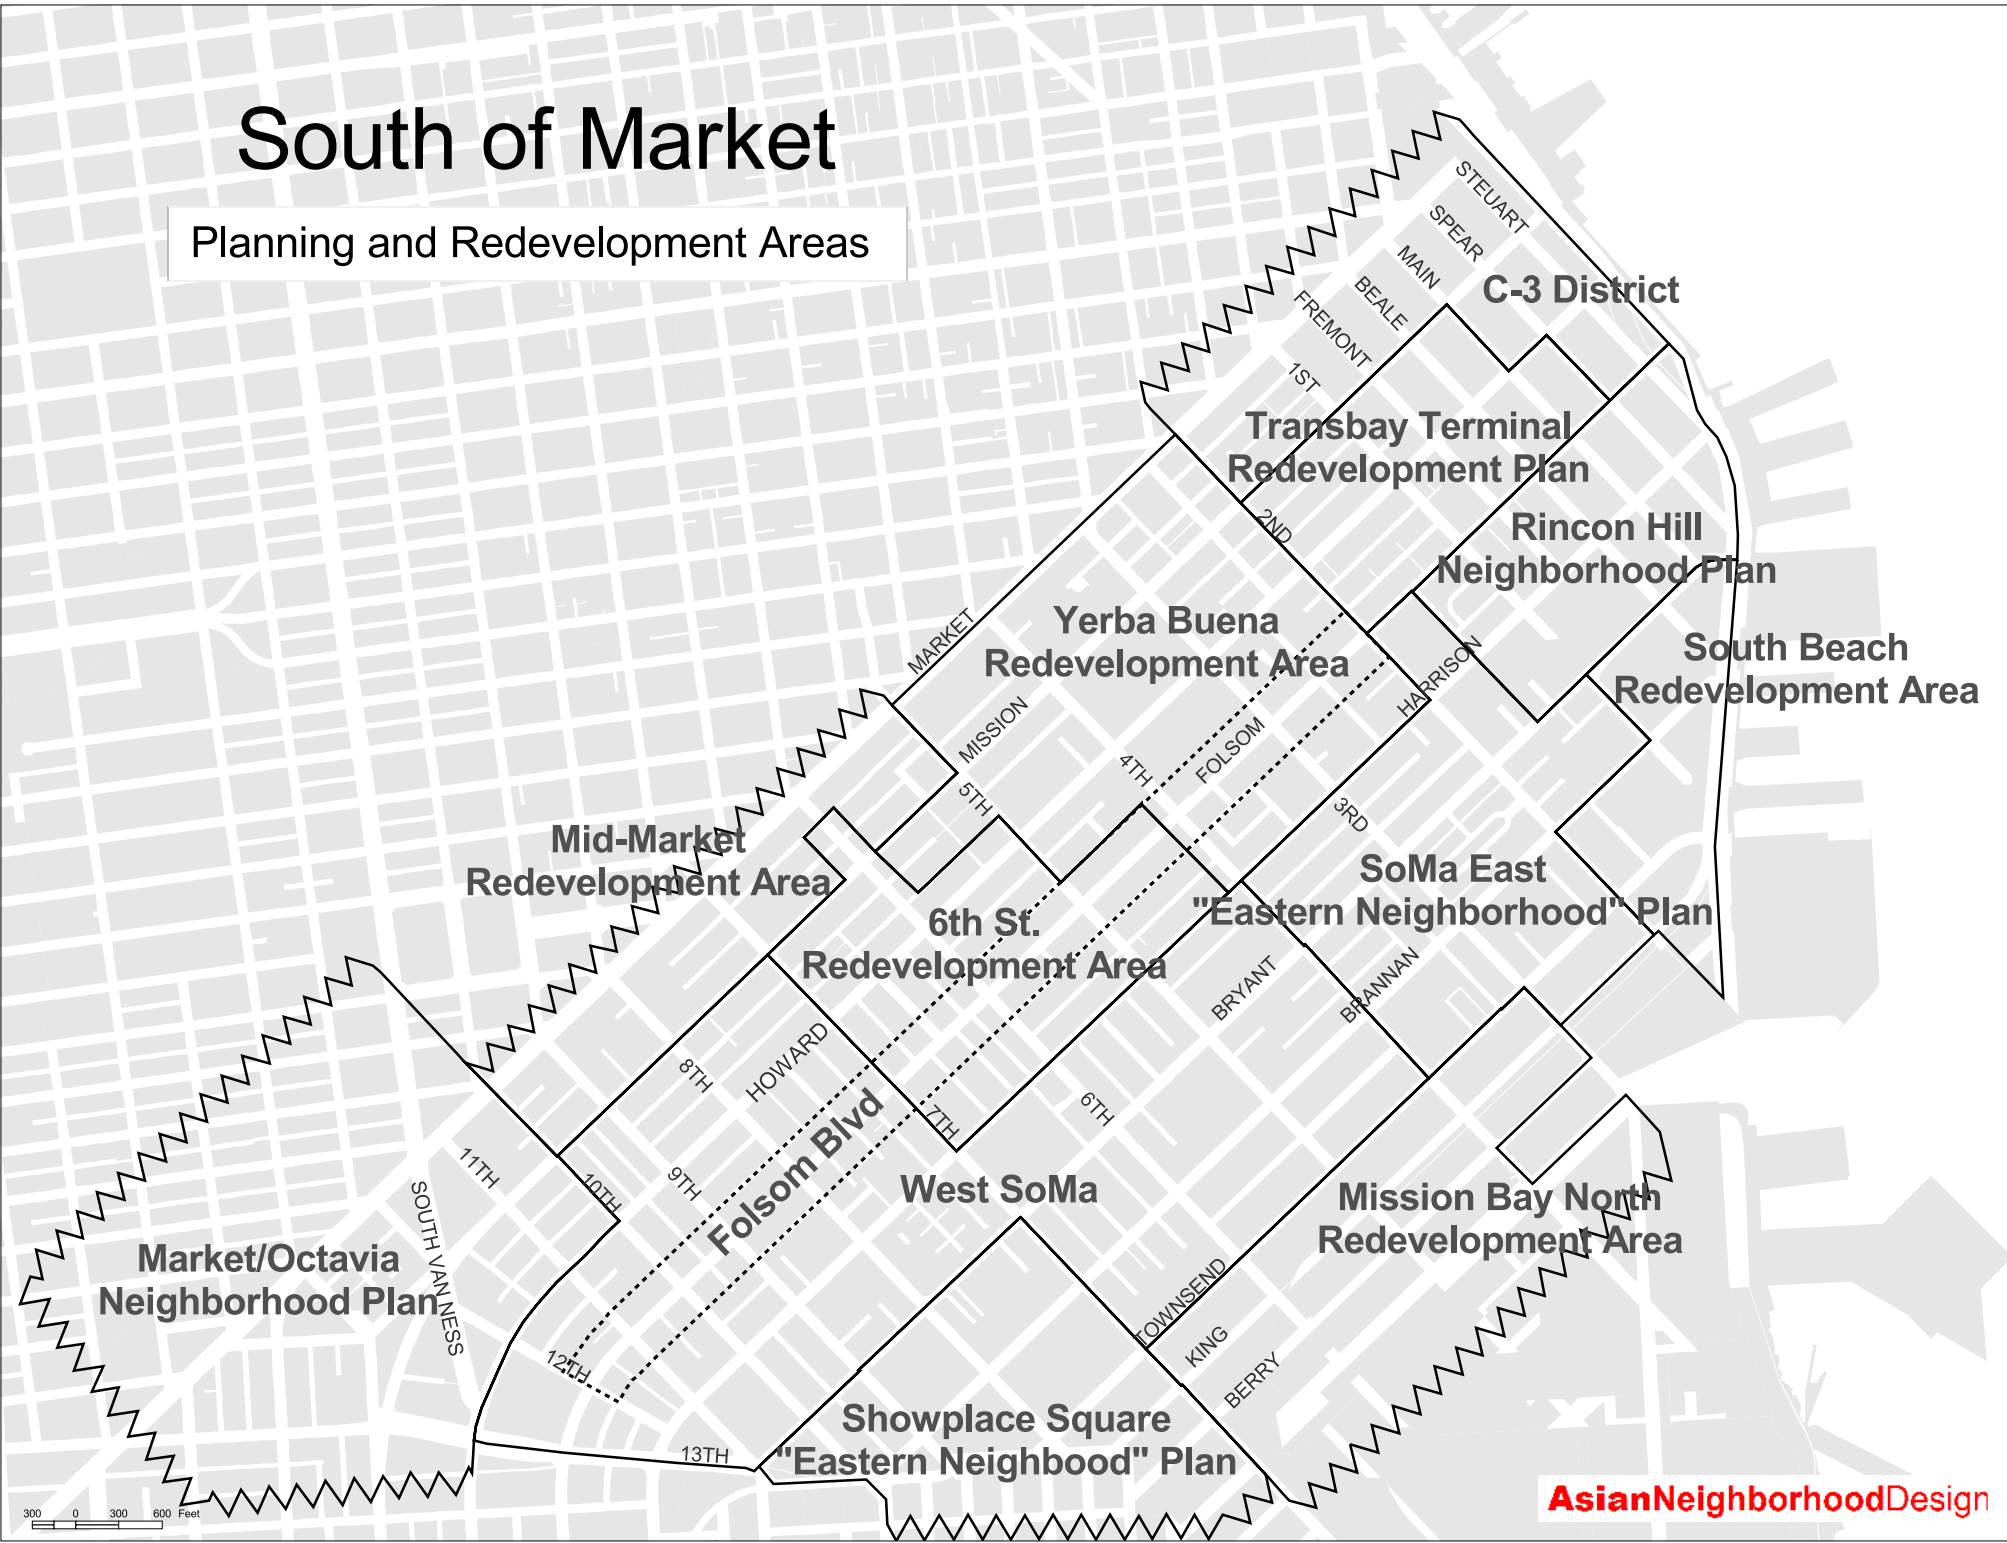 South of Market
Planning and Redevelopment Areas
STEUART
SPEAR
MAIN
BEALE
FREMONT
1ST
C-3 District
Transbay Terminal
Redevelopment Plan
2ND
Rincon Hill
Neighborhood Plan
MARKET
Yerba Buena
Redevelopment Area
HARRISON
South Beach
Redevelopment Area
MISSION
4TH
FOLSOM
5TH
3RD
Mid-Market
Redevelopment Area
SoMa East
"Eastern Neighborhood" Plan
6th St.
Redevelopment Area
BRYANT
BRANNAN
8TH
HOWARD
7TH
6TH
Folsom Blvd
11TH
10TH
9TH
West SoMa
SOUTH VAN NESS
Mission Bay North
Redevelopment Area
Market/Octavia
Neighborhood Plan
12TH
TOWNSEND
KING
BERRY
Showplace Square
"Eastern Neighbood" Plan
13TH
300 0 300 600 Feet
AsianNeighborhoodDesign